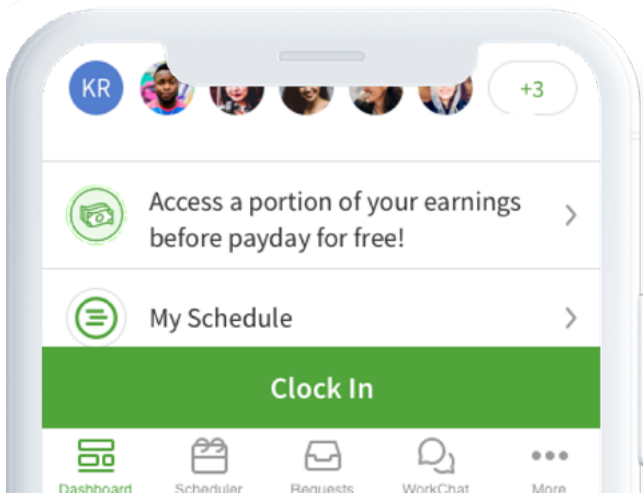 KR
+3
Access a portion of your earnings
before payday for free!
My Schedule
Clock In
Dashboard
Scheduler
Requests
WorkChat
More